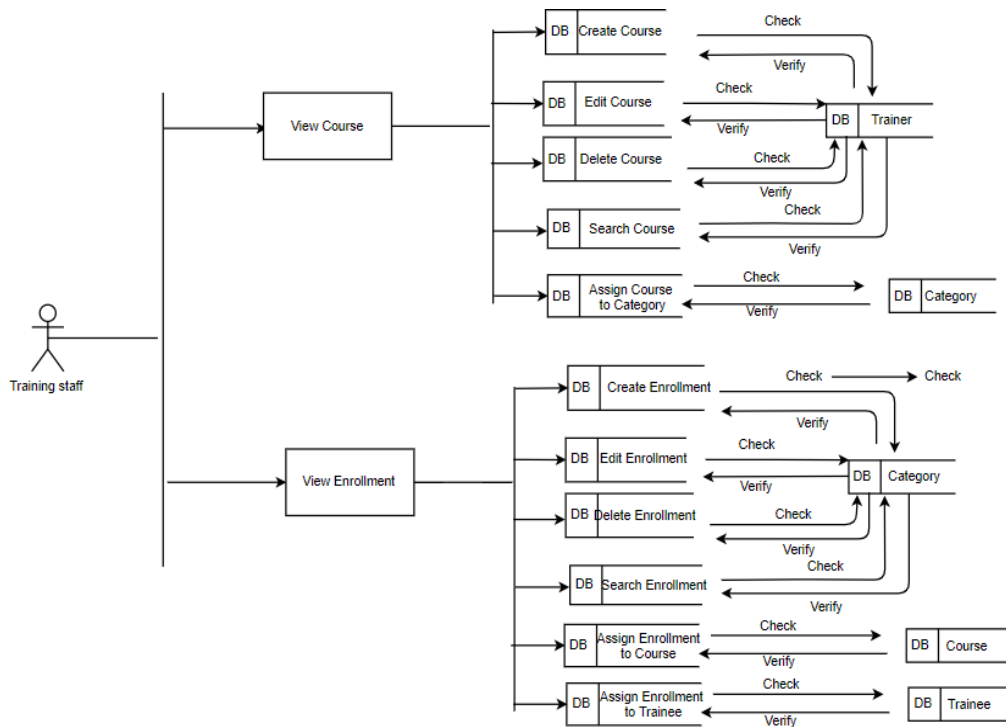 DB Create Course
Check
Verify
DB Edit Course
Check
Verify
DB Trainer
View Course
DB Delete Course
Check
Verify
DB Search Course
Check
Verify
DB Assign Course
to Category
Check
Verify
DB Category
Training staff
DB Create Enrollment
Check
Check
Verify
DB Edit Enrollment
Check
Verify
DB Category
View Enrollment
DB Delete Enrollment
Check
Verify
DB Search Enrollment
Check
Verify
DB Assign Enrollment
to Course
Check
Verify
DB Course
DB Assign Enrollment
to Trainee
Check
Verify
DB Trainee